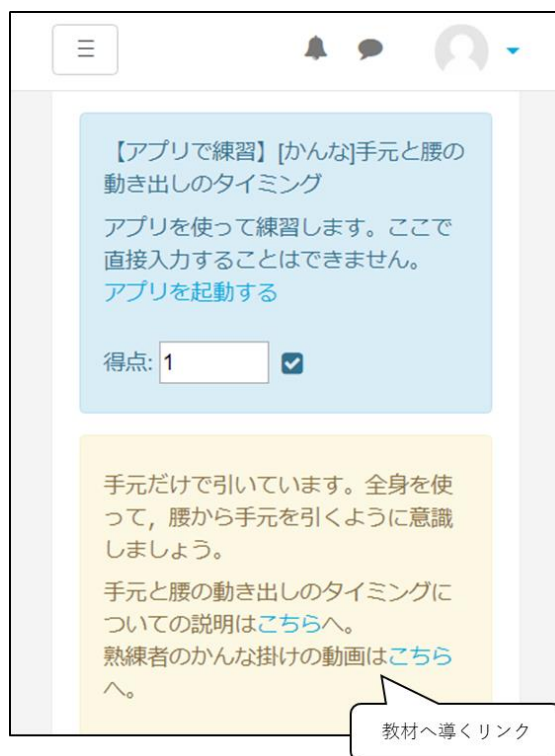 【アプリで練習】[かんな]手元と腰の
動き出しのタイミング
アプリを使って練習します。ここで
直接入力することはできません。
アプリを起動する
得点: 1
手元だけで引いています。全身を使
って，腰から手元を引くように意識
しましょう。
手元と腰の動き出しのタイミングに
ついての説明はこちらへ。
熟練者のかんな掛けの動画はこちら
へ。
教材へ導くリンク